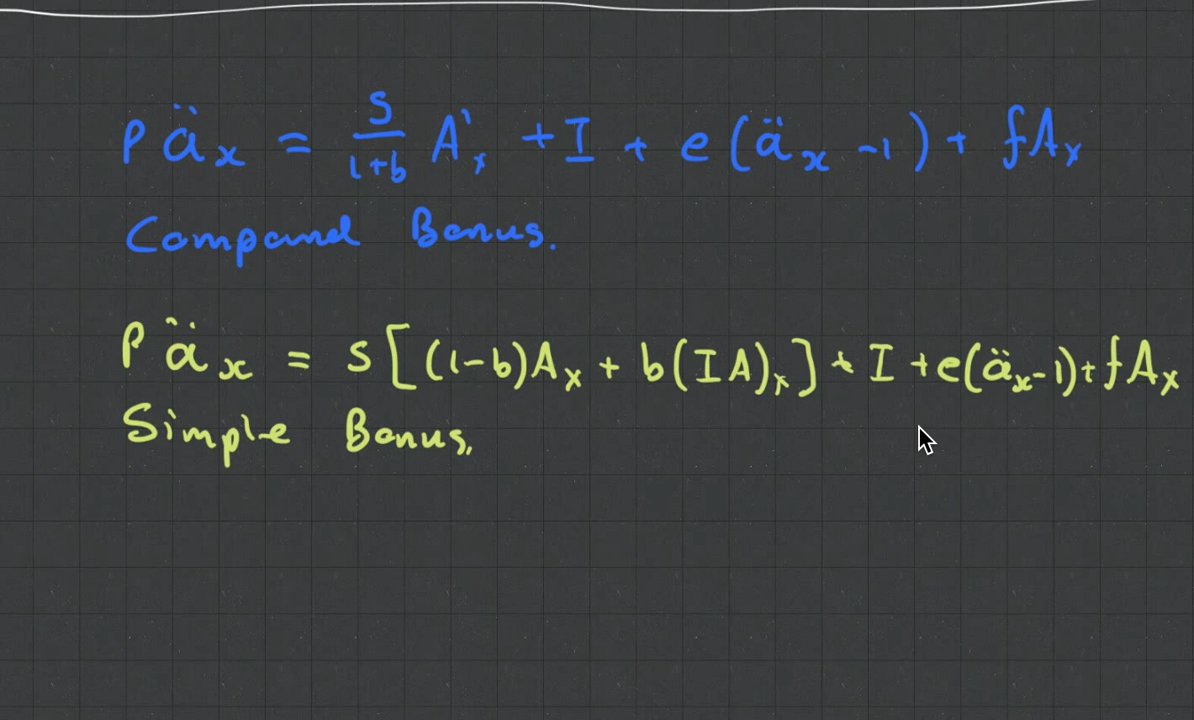 P ä_x = S/(1+b) A'_x + I + e(ä_x - 1) + fA_x
Compound Bonus.
P ä_x = S[(1-b)A_x + b(IA)_x] + I + e(ä_x-1) + fA_x
Simple Bonus.